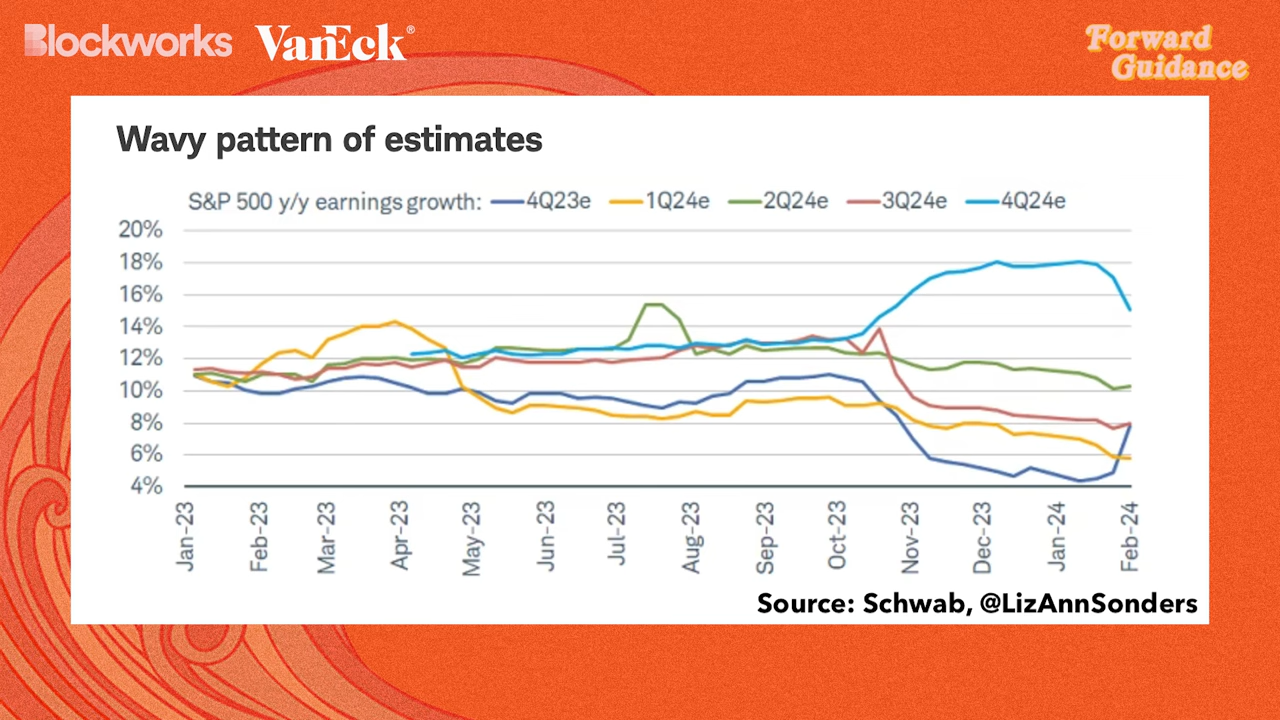 Blockworks VanEck®
Forward
Guidance
Wavy pattern of estimates
S&P 500 y/y earnings growth: 4Q23e 1Q24e 2Q24e 3Q24e 4Q24e
20%
18%
16%
14%
12%
10%
8%
6%
4%
Jan-23 Feb-23 Mar-23 Apr-23 May-23 Jun-23 Jul-23 Aug-23 Sep-23 Oct-23 Nov-23 Dec-23 Jan-24 Feb-24
Source: Schwab, @LizAnnSonders